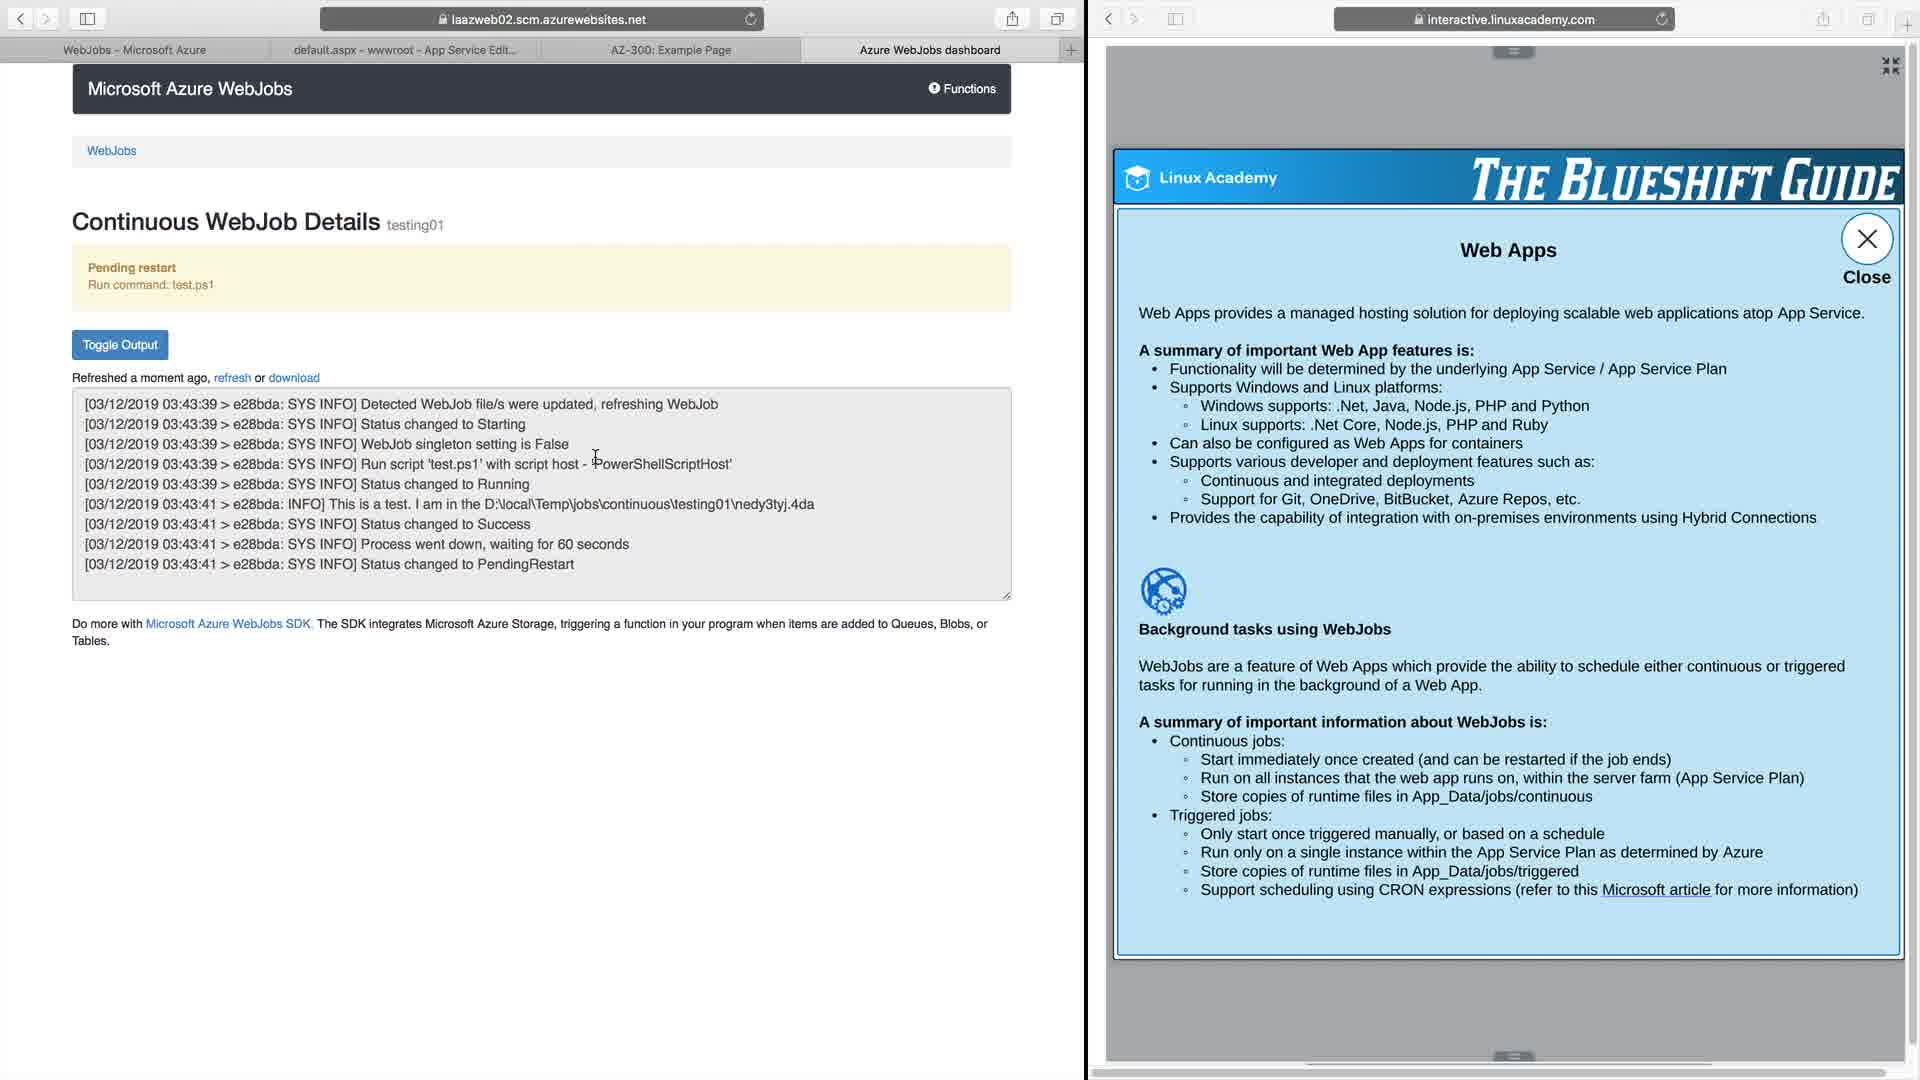 laazweb02.scm.azurewebsites.net
WebJobs - Microsoft Azure
default.aspx - wwwroot - App Service Edit...
AZ-300: Example Page
Azure WebJobs dashboard
Microsoft Azure WebJobs
Functions
WebJobs
Continuous WebJob Details testing01
Pending restart
Run command: test.ps1
Toggle Output
Refreshed a moment ago, refresh or download
[03/12/2019 03:43:39 > e28bda: SYS INFO] Detected WebJob file/s were updated, refreshing WebJob
[03/12/2019 03:43:39 > e28bda: SYS INFO] Status changed to Starting
[03/12/2019 03:43:39 > e28bda: SYS INFO] WebJob singleton setting is False
[03/12/2019 03:43:39 > e28bda: SYS INFO] Run script 'test.ps1' with script host - 'PowerShellScriptHost'
[03/12/2019 03:43:39 > e28bda: SYS INFO] Status changed to Running
[03/12/2019 03:43:41 > e28bda: INFO] This is a test. I am in the D:\local\Temp\jobs\continuous\testing01\nedy3tyj.4da
[03/12/2019 03:43:41 > e28bda: SYS INFO] Status changed to Success
[03/12/2019 03:43:41 > e28bda: SYS INFO] Process went down, waiting for 60 seconds
[03/12/2019 03:43:41 > e28bda: SYS INFO] Status changed to PendingRestart
Do more with Microsoft Azure WebJobs SDK. The SDK integrates Microsoft Azure Storage, triggering a function in your program when items are added to Queues, Blobs, or
Tables.
interactive.linuxacademy.com
Linux Academy
THE BLUESHIFT GUIDE
Web Apps
Close
Web Apps provides a managed hosting solution for deploying scalable web applications atop App Service.
A summary of important Web App features is:
• Functionality will be determined by the underlying App Service / App Service Plan
• Supports Windows and Linux platforms:
◦ Windows supports: .Net, Java, Node.js, PHP and Python
◦ Linux supports: .Net Core, Node.js, PHP and Ruby
• Can also be configured as Web Apps for containers
• Supports various developer and deployment features such as:
◦ Continuous and integrated deployments
◦ Support for Git, OneDrive, BitBucket, Azure Repos, etc.
• Provides the capability of integration with on-premises environments using Hybrid Connections
Background tasks using WebJobs
WebJobs are a feature of Web Apps which provide the ability to schedule either continuous or triggered
tasks for running in the background of a Web App.
A summary of important information about WebJobs is:
• Continuous jobs:
◦ Start immediately once created (and can be restarted if the job ends)
◦ Run on all instances that the web app runs on, within the server farm (App Service Plan)
◦ Store copies of runtime files in App_Data/jobs/continuous
• Triggered jobs:
◦ Only start once triggered manually, or based on a schedule
◦ Run only on a single instance within the App Service Plan as determined by Azure
◦ Store copies of runtime files in App_Data/jobs/triggered
◦ Support scheduling using CRON expressions (refer to this Microsoft article for more information)